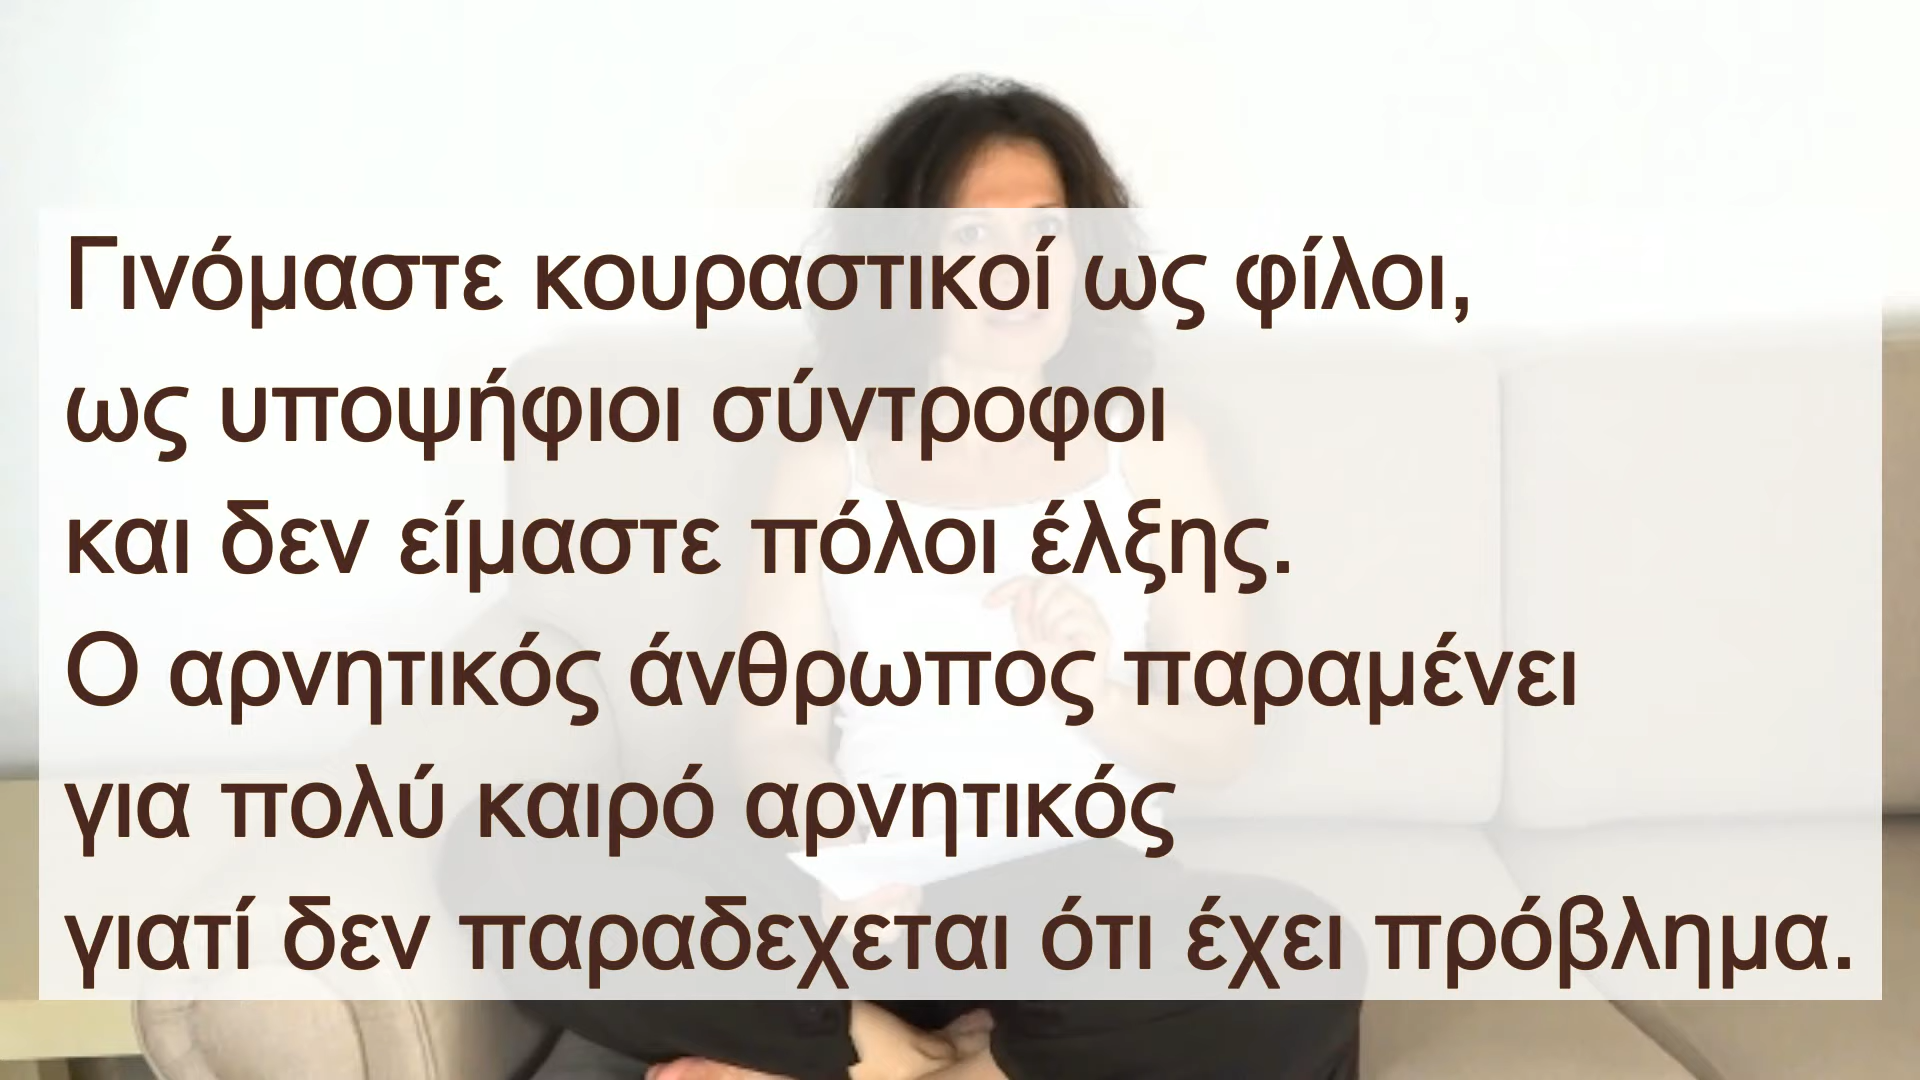 Γινόμαστε κουραστικοί ως φίλοι,
ως υποψήφιοι σύντροφοι
και δεν είμαστε πόλοι έλξης.
Ο αρνητικός άνθρωπος παραμένει
για πολύ καιρό αρνητικός
γιατί δεν παραδεχεται ότι έχει πρόβλημα.